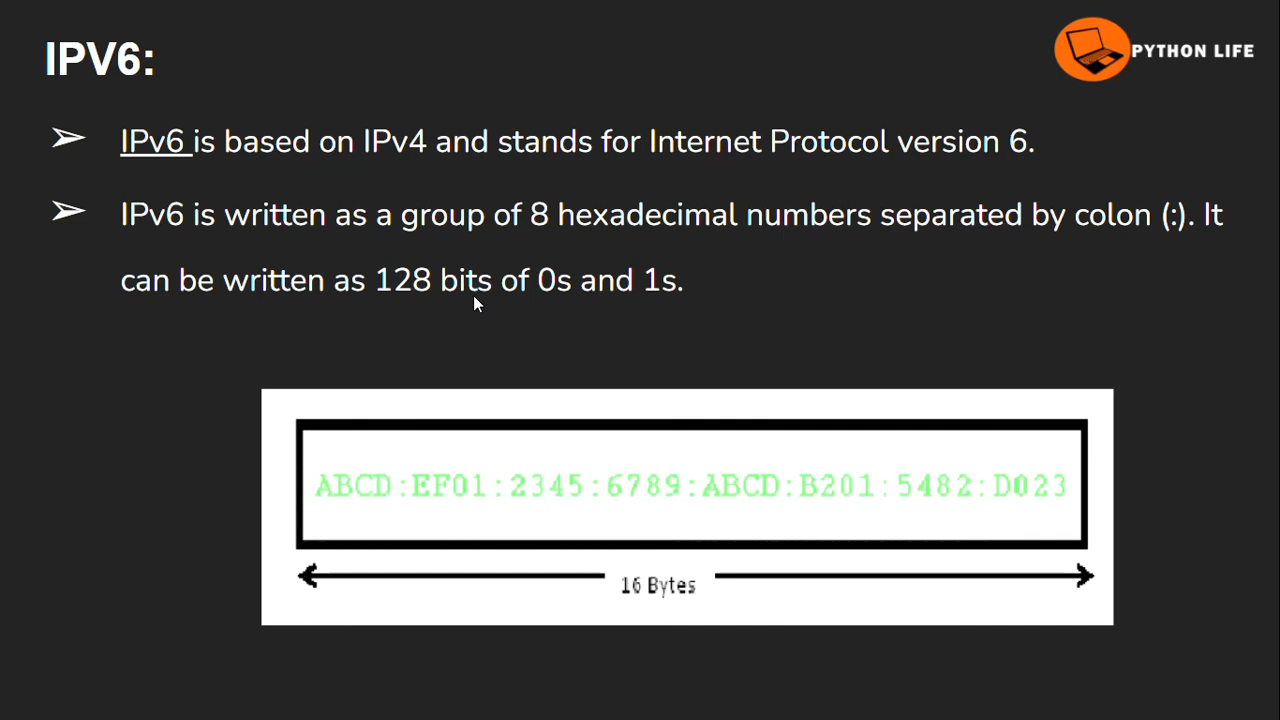 IPV6:
PYTHON LIFE
➢ IPv6 is based on IPv4 and stands for Internet Protocol version 6.
➢ IPv6 is written as a group of 8 hexadecimal numbers separated by colon (:). It
can be written as 128 bits of 0s and 1s.
ABCD:EF01:2345:6789:ABCD:B201:5482:D023
16 Bytes